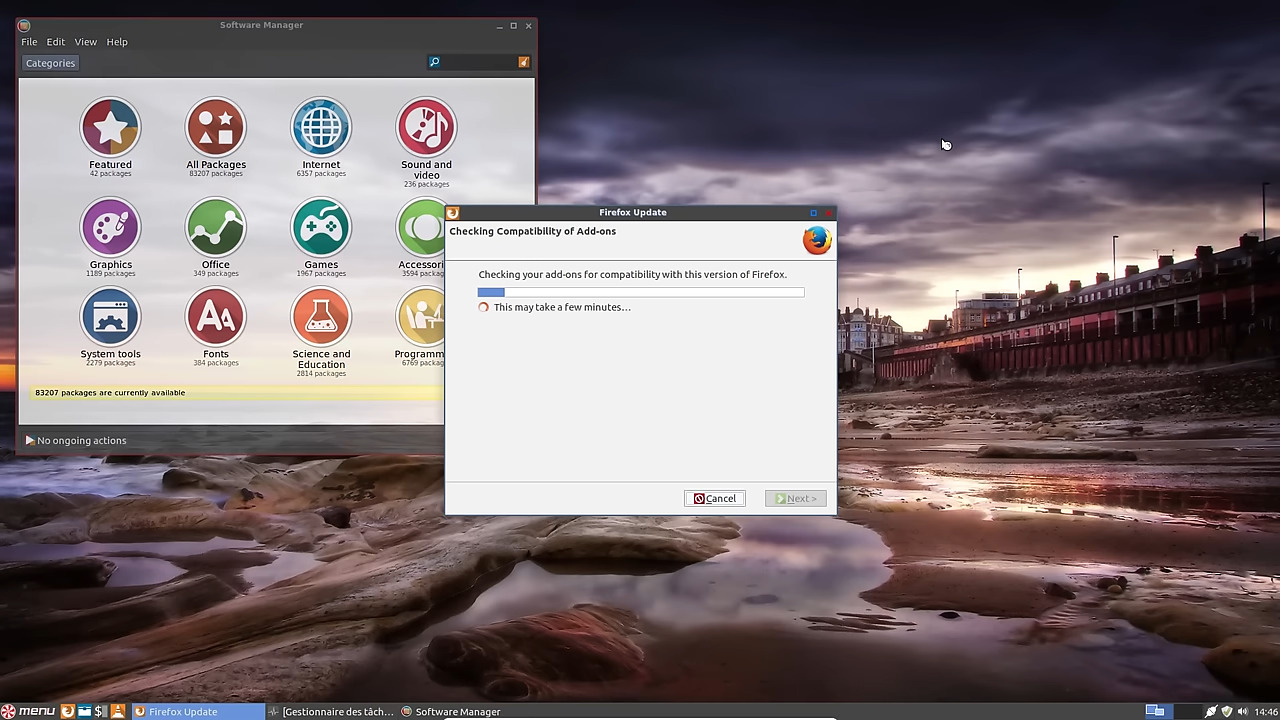 Software Manager
File Edit View Help
Categories
Featured
42 packages
All Packages
83207 packages
Internet
6357 packages
Sound and
video
236 packages
Graphics
1189 packages
Office
349 packages
Games
1967 packages
Accessori
3594 packag
System tools
2279 packages
Fonts
384 packages
Science and
Education
2814 packages
Programm
6769 packag
83207 packages are currently available
No ongoing actions
Firefox Update
Checking Compatibility of Add-ons
Checking your add-ons for compatibility with this version of Firefox.
This may take a few minutes…
Cancel
Next >
menu
Firefox Update
[Gestionnaire des tâch...
Software Manager
14:46